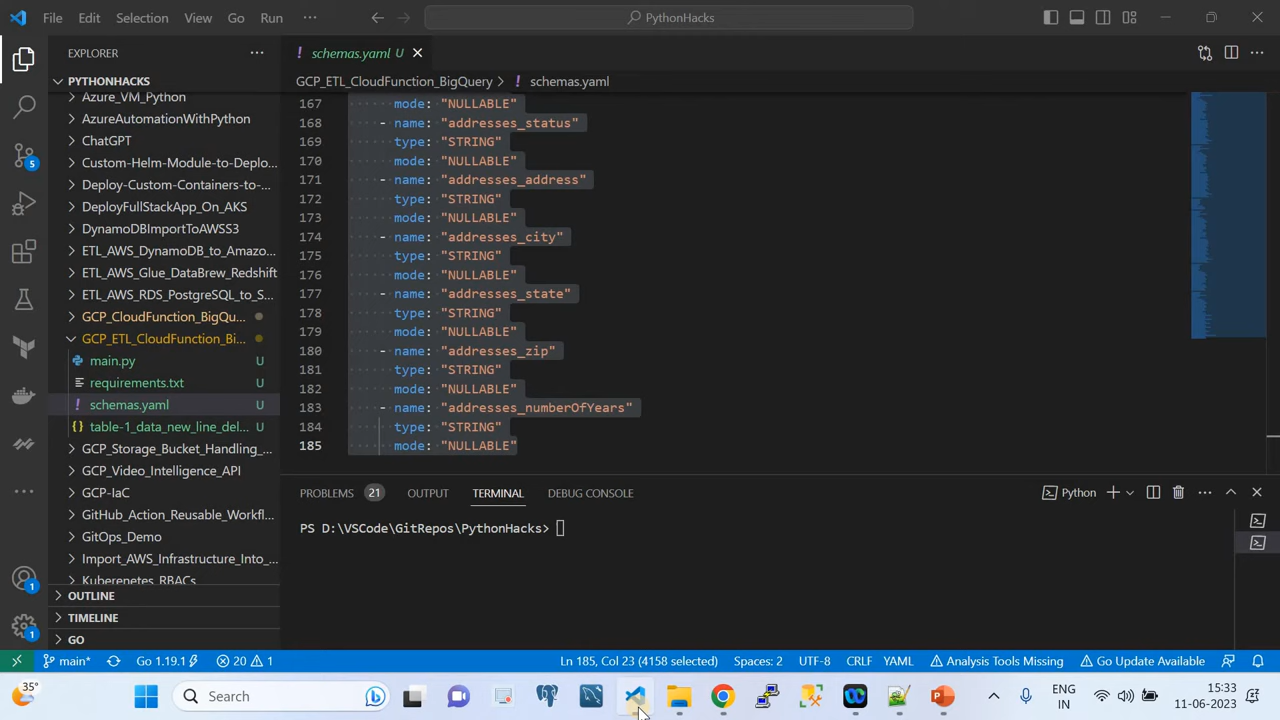 File Edit Selection View Go Run ··· PythonHacks
EXPLORER
schemas.yaml U
PYTHONHACKS
GCP_ETL_CloudFunction_BigQuery > schemas.yaml
Azure_VM_Python
AzureAutomationWithPython
ChatGPT
Custom-Helm-Module-to-Deplo...
Deploy-Custom-Containers-to-...
DeployFullStackApp_On_AKS
DynamoDBImportToAWSS3
ETL_AWS_DynamoDB_to_Amazo...
ETL_AWS_Glue_DataBrew_Redshift
ETL_AWS_RDS_PostgreSQL_to_S...
GCP_CloudFunction_BigQu...
GCP_ETL_CloudFunction_Bi...
main.py U
requirements.txt U
schemas.yaml U
table-1_data_new_line_del... U
GCP_Storage_Bucket_Handling_...
GCP_Video_Intelligence_API
GCP-IaC
GitHub_Action_Reusable_Workfl...
GitOps_Demo
Import_AWS_Infrastructure_Into_...
Kubernetes_RBACs
OUTLINE
TIMELINE
GO
167 mode: "NULLABLE"
168 - name: "addresses_status"
169 type: "STRING"
170 mode: "NULLABLE"
171 - name: "addresses_address"
172 type: "STRING"
173 mode: "NULLABLE"
174 - name: "addresses_city"
175 type: "STRING"
176 mode: "NULLABLE"
177 - name: "addresses_state"
178 type: "STRING"
179 mode: "NULLABLE"
180 - name: "addresses_zip"
181 type: "STRING"
182 mode: "NULLABLE"
183 - name: "addresses_numberOfYears"
184 type: "STRING"
185 mode: "NULLABLE"
PROBLEMS 21 OUTPUT TERMINAL DEBUG CONSOLE Python
PS D:\VSCode\GitRepos\PythonHacks>
5
1
1
main* Go 1.19.1 20 1 Ln 185, Col 23 (4158 selected) Spaces: 2 UTF-8 CRLF YAML Analysis Tools Missing Go Update Available
35° Search ENG 15:33
IN 11-06-2023